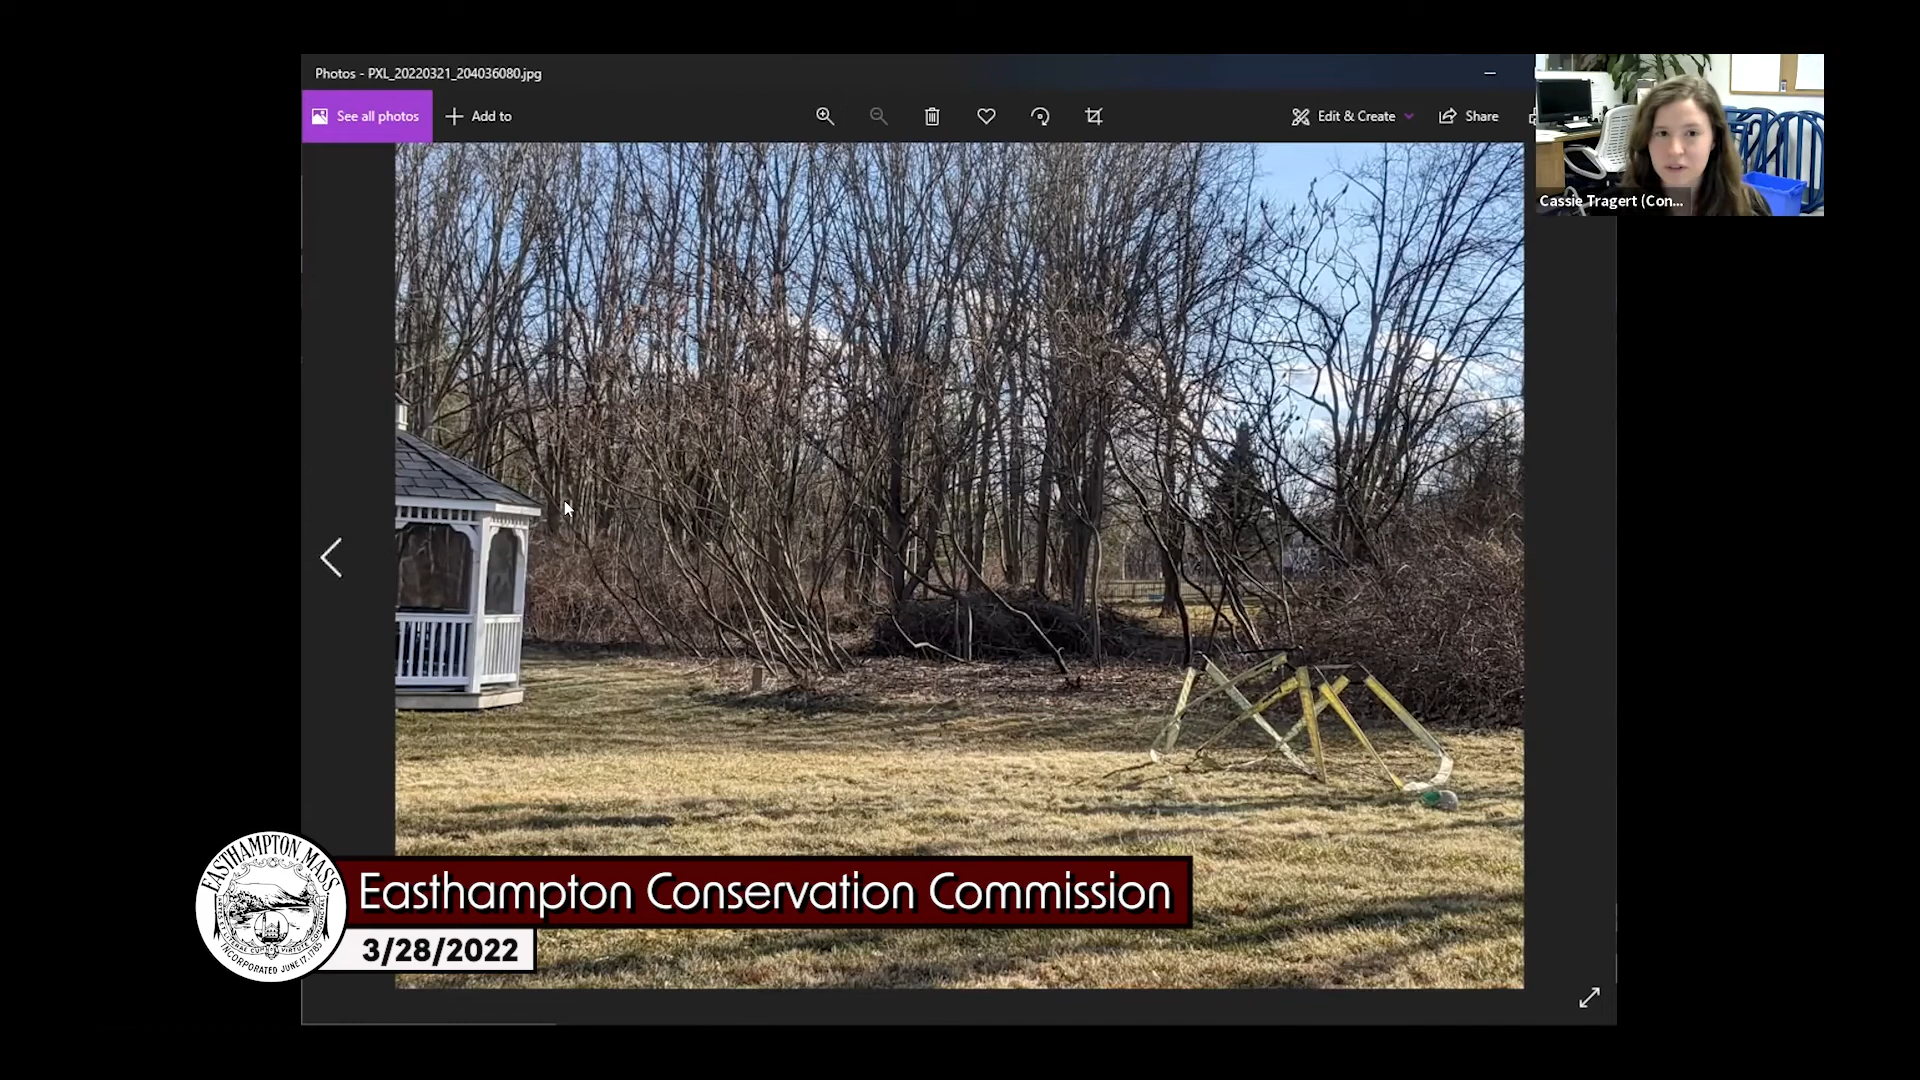 Photos - PXL_20220321_204036080.jpg
See all photos
Add to
Edit & Create
Share
Cassie Tragert (Con...
EASTHAMPTON MASS
INCORPORATED JUNE 17, 1785
Easthampton Conservation Commission
3/28/2022